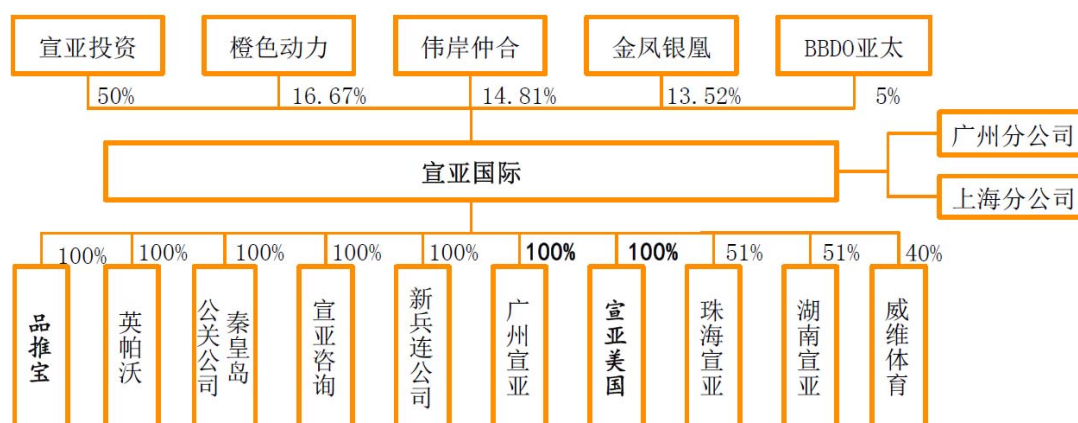 宣亚投资
橙色动力
伟岸仲合
金凤银凰
BBDO亚太
50%
16.67%
14.81%
13.52%
5%
宣亚国际
广州分公司
上海分公司
100%
100%
100%
100%
100%
100%
100%
51%
51%
40%
品推宝
英帕沃
秦皇岛
公关公司
宣亚咨询
新兵连公司
广州宣亚
宣亚美国
珠海宣亚
湖南宣亚
威维体育